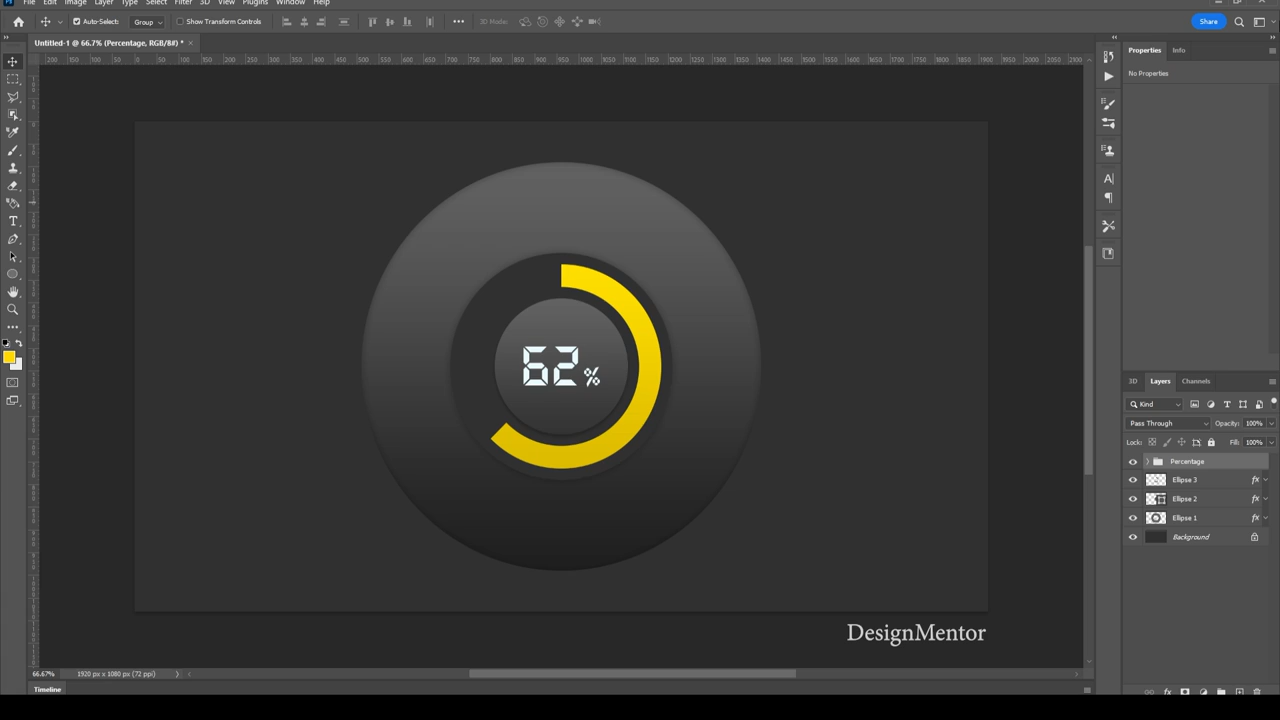 File Edit Image Layer Type Select Filter 3D View Plugins Window Help
Auto-Select: Group Show Transform Controls 3D Mode: Share
Untitled-1 @ 66.7% (Percentage, RGB/8#) *
Properties Info
No Properties
62%
3D Layers Channels
Kind
Pass Through Opacity: 100%
Lock: Fill: 100%
Percentage
Ellipse 3 fx
Ellipse 2 fx
Ellipse 1 fx
Background
DesignMentor
66.67% 1920 px x 1080 px (72 ppi)
Timeline